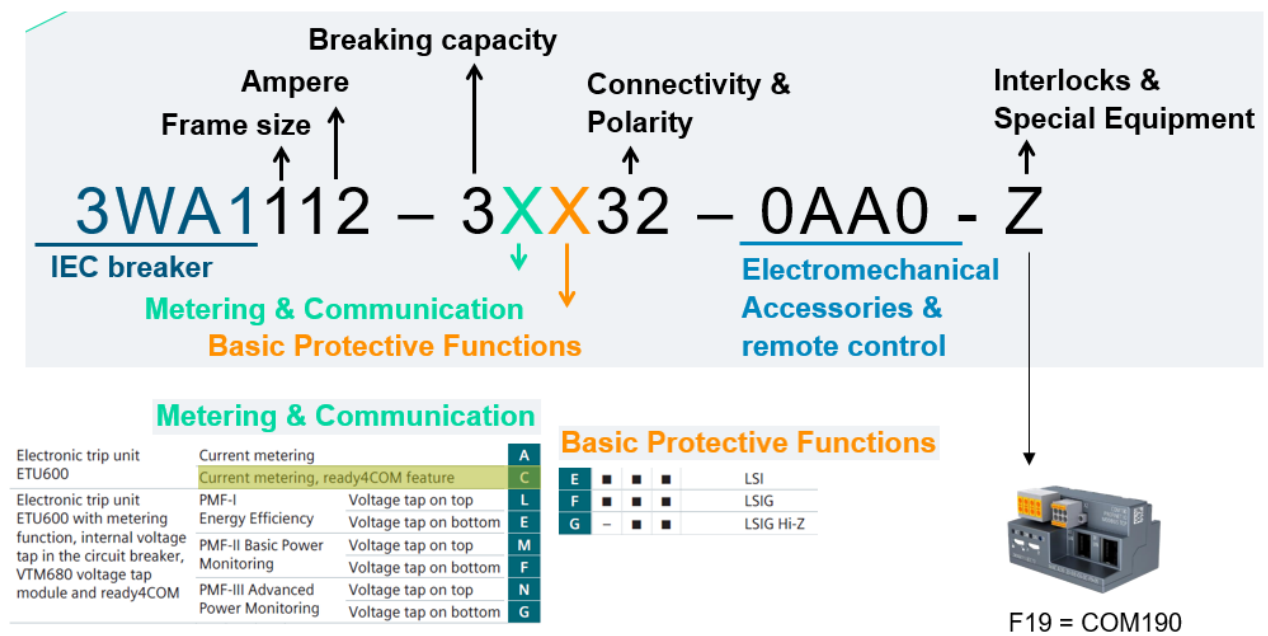 Breaking capacity
Ampere
Frame size
Connectivity &
Polarity
Interlocks &
Special Equipment
3WA1112 – 3XX32 – 0AA0 - Z
IEC breaker
Metering & Communication
Basic Protective Functions
Electromechanical
Accessories &
remote control
Metering & Communication
Electronic trip unit
ETU600
Current metering A
Current metering, ready4COM feature C
Electronic trip unit
ETU600 with metering
function, internal voltage
tap in the circuit breaker,
VTM680 voltage tap
module and ready4COM
PMF-I
Energy Efficiency
Voltage tap on top L
Voltage tap on bottom E
PMF-II Basic Power
Monitoring
Voltage tap on top M
Voltage tap on bottom F
PMF-III Advanced
Power Monitoring
Voltage tap on top N
Voltage tap on bottom G
Basic Protective Functions
E ■ ■ ■ LSI
F ■ ■ ■ LSIG
G – ■ ■ LSIG Hi-Z
F19 = COM190